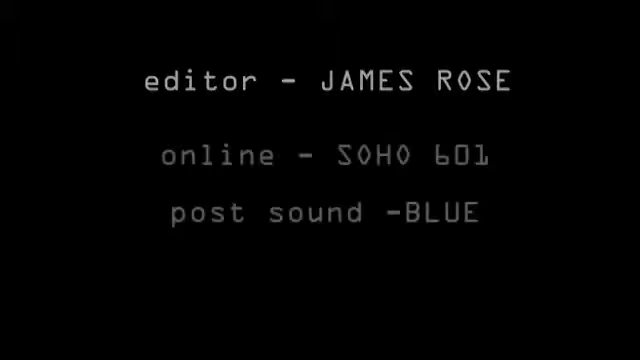 editor - JAMES ROSE
online - SOHO 601
post sound -BLUE